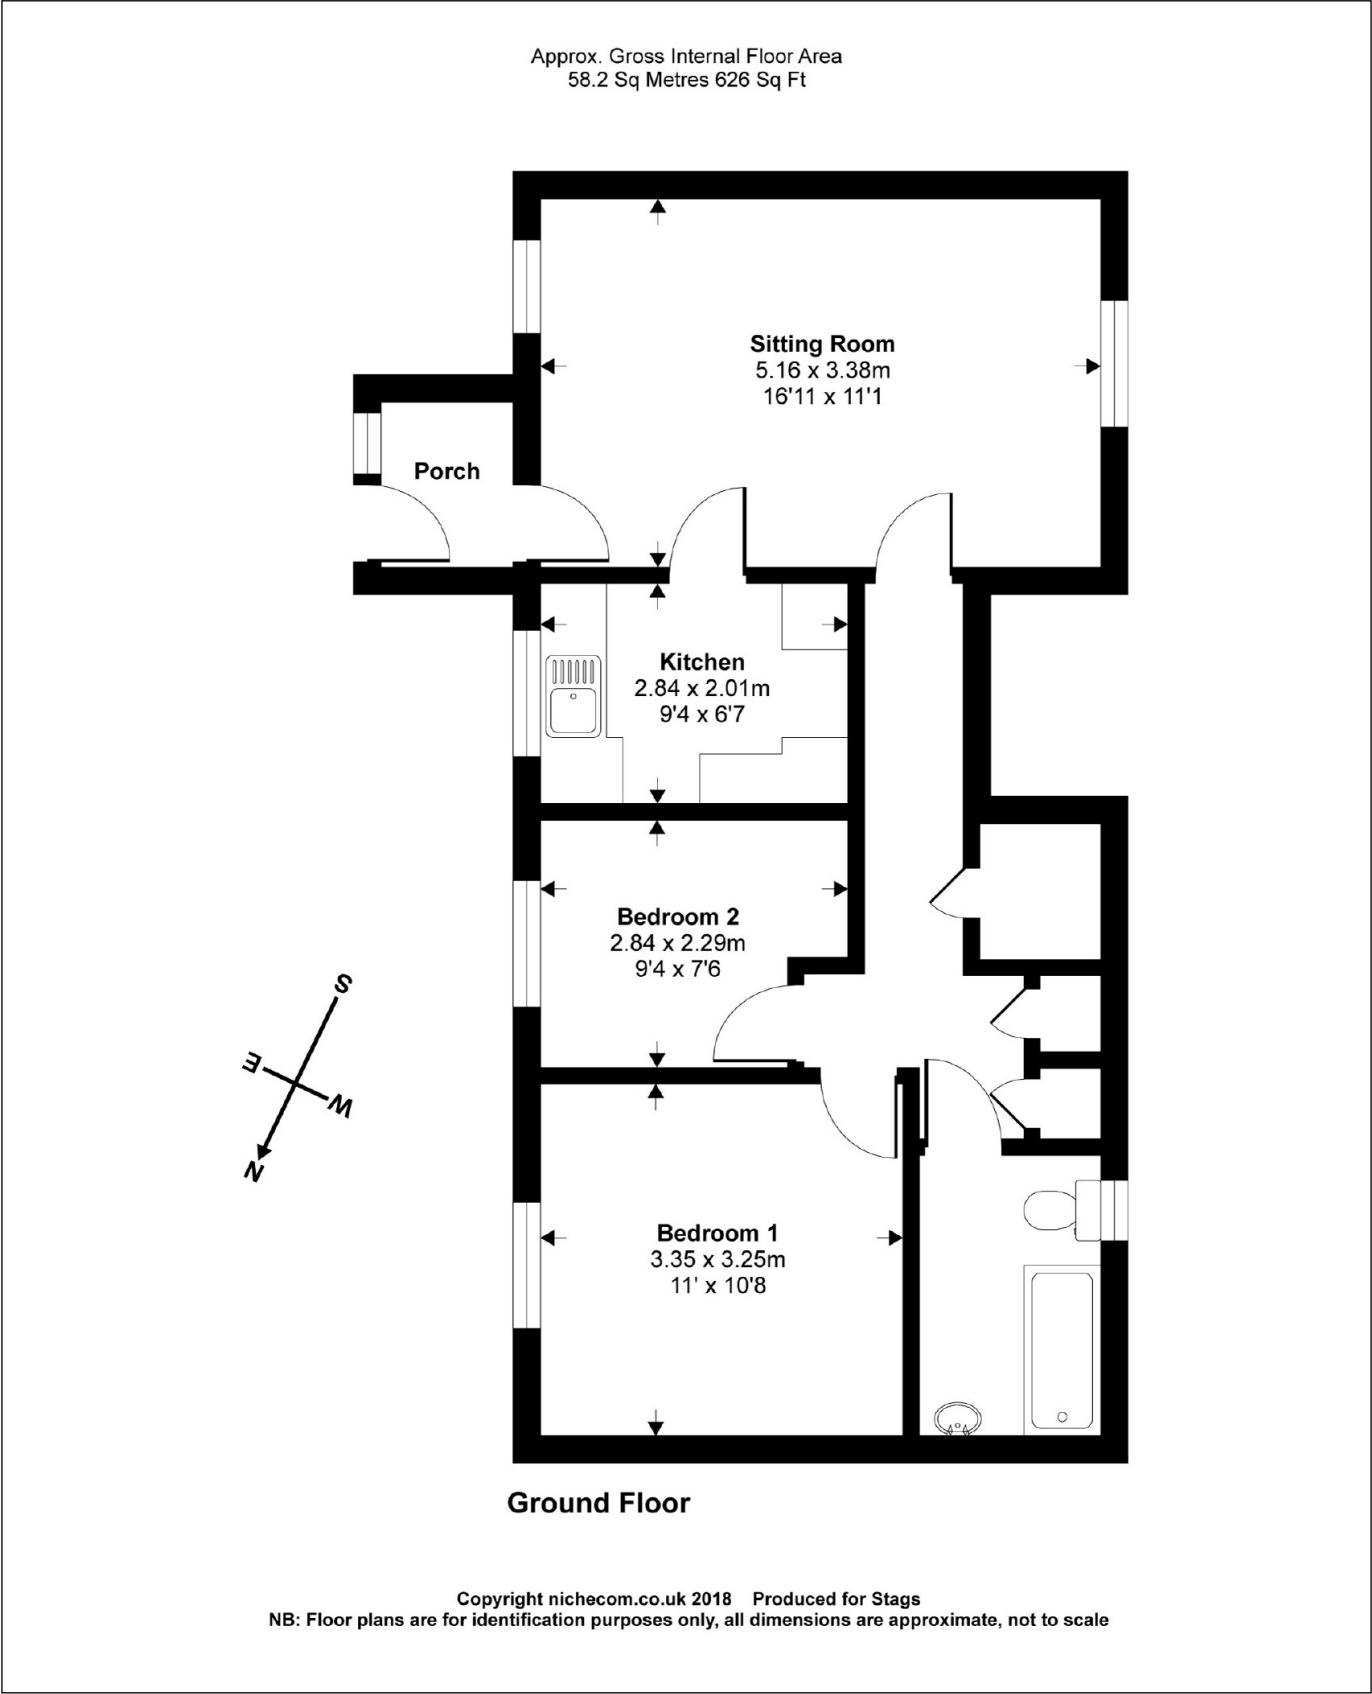 Approx. Gross Internal Floor Area
58.2 Sq Metres 626 Sq Ft
Sitting Room
5.16 x 3.38m
16'11 x 11'1
Porch
Kitchen
2.84 x 2.01m
9'4 x 6'7
Bedroom 2
2.84 x 2.29m
9'4 x 7'6
S
E
W
N
Bedroom 1
3.35 x 3.25m
11' x 10'8
Ground Floor
Copyright nichecom.co.uk 2018 Produced for Stags
NB: Floor plans are for identification purposes only, all dimensions are approximate, not to scale